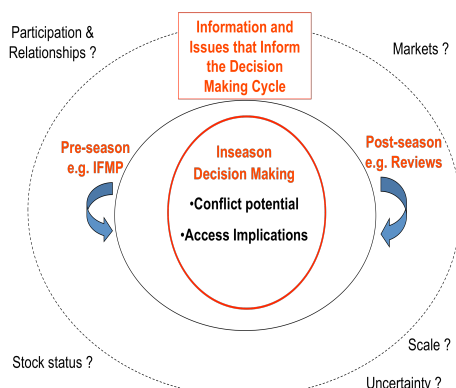 Participation &
Relationships ?
Information and
Issues that Inform
the Decision
Making Cycle
Markets ?
Pre-season
e.g. IFMP
Inseason
Decision Making
•Conflict potential
•Access Implications
Post-season
e.g. Reviews
Stock status ?
Scale ?
Uncertainty ?